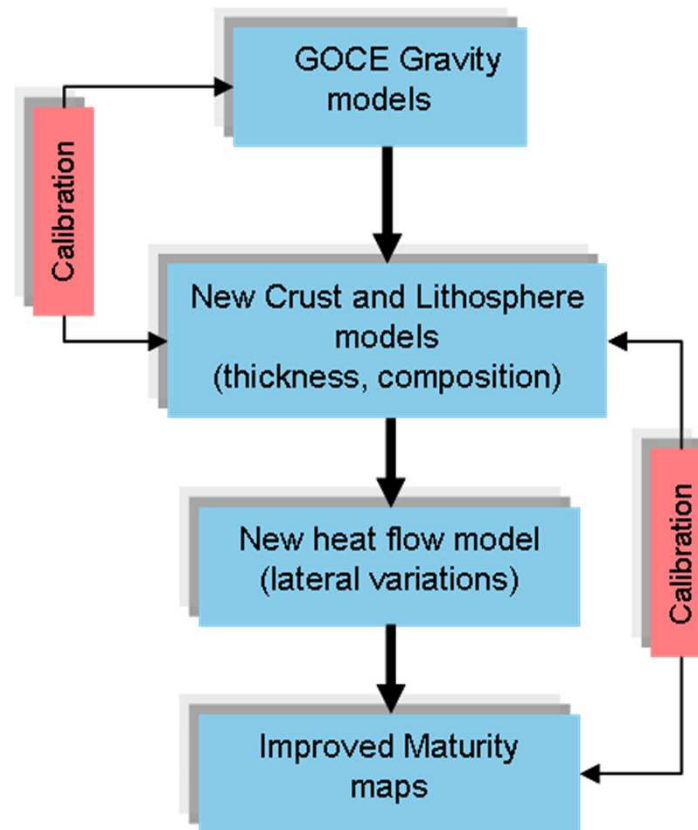 GOCE Gravity
models
Calibration
New Crust and Lithosphere
models
(thickness, composition)
New heat flow model
(lateral variations)
Calibration
Improved Maturity
maps